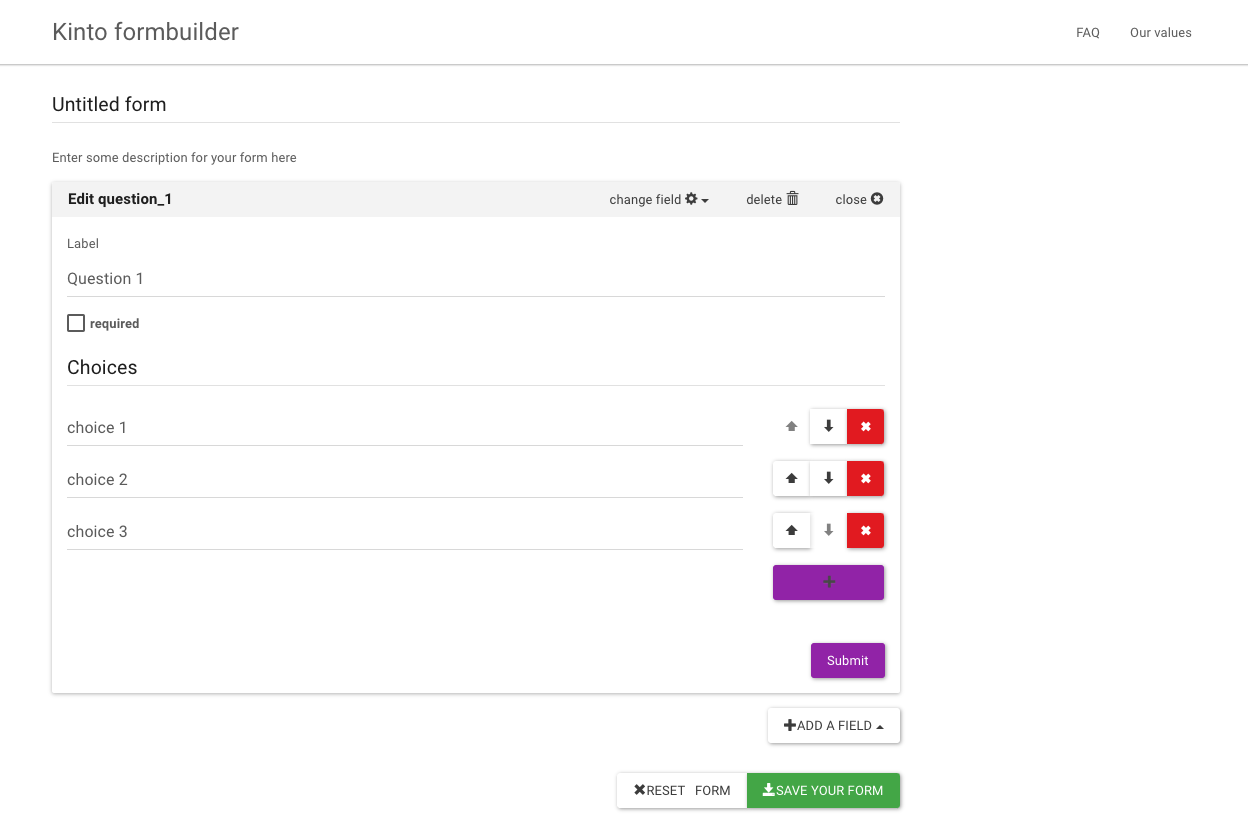 Kinto formbuilder FAQ Our values
Untitled form
Enter some description for your form here
Edit question_1 change field delete close
Label
Question 1
required
Choices
choice 1
choice 2
choice 3
Submit
ADD A FIELD
RESET FORM SAVE YOUR FORM